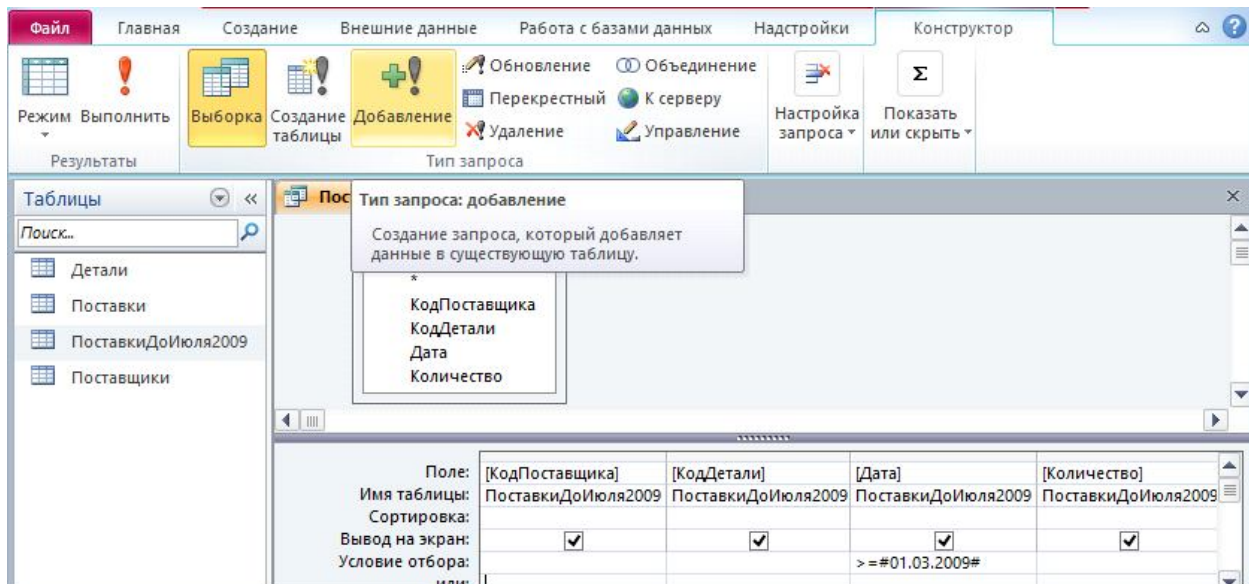 Файл Главная Создание Внешние данные Работа с базами данных Надстройки Конструктор
Режим Выполнить Выборка Создание таблицы Добавление
Обновление Объединение
Перекрестный К серверу
Удаление Управление
Настройка запроса
Показать или скрыть
Результаты Тип запроса
Таблицы
Поиск...
Детали
Поставки
ПоставкиДоИюля2009
Поставщики
Тип запроса: добавление
Создание запроса, который добавляет
данные в существующую таблицу.
*
КодПоставщика
КодДетали
Дата
Количество
Поле: [КодПоставщика] [КодДетали] [Дата] [Количество]
Имя таблицы: ПоставкиДоИюля2009 ПоставкиДоИюля2009 ПоставкиДоИюля2009 ПоставкиДоИюля2009
Сортировка:
Вывод на экран:
Условие отбора: >=#01.03.2009#
или: